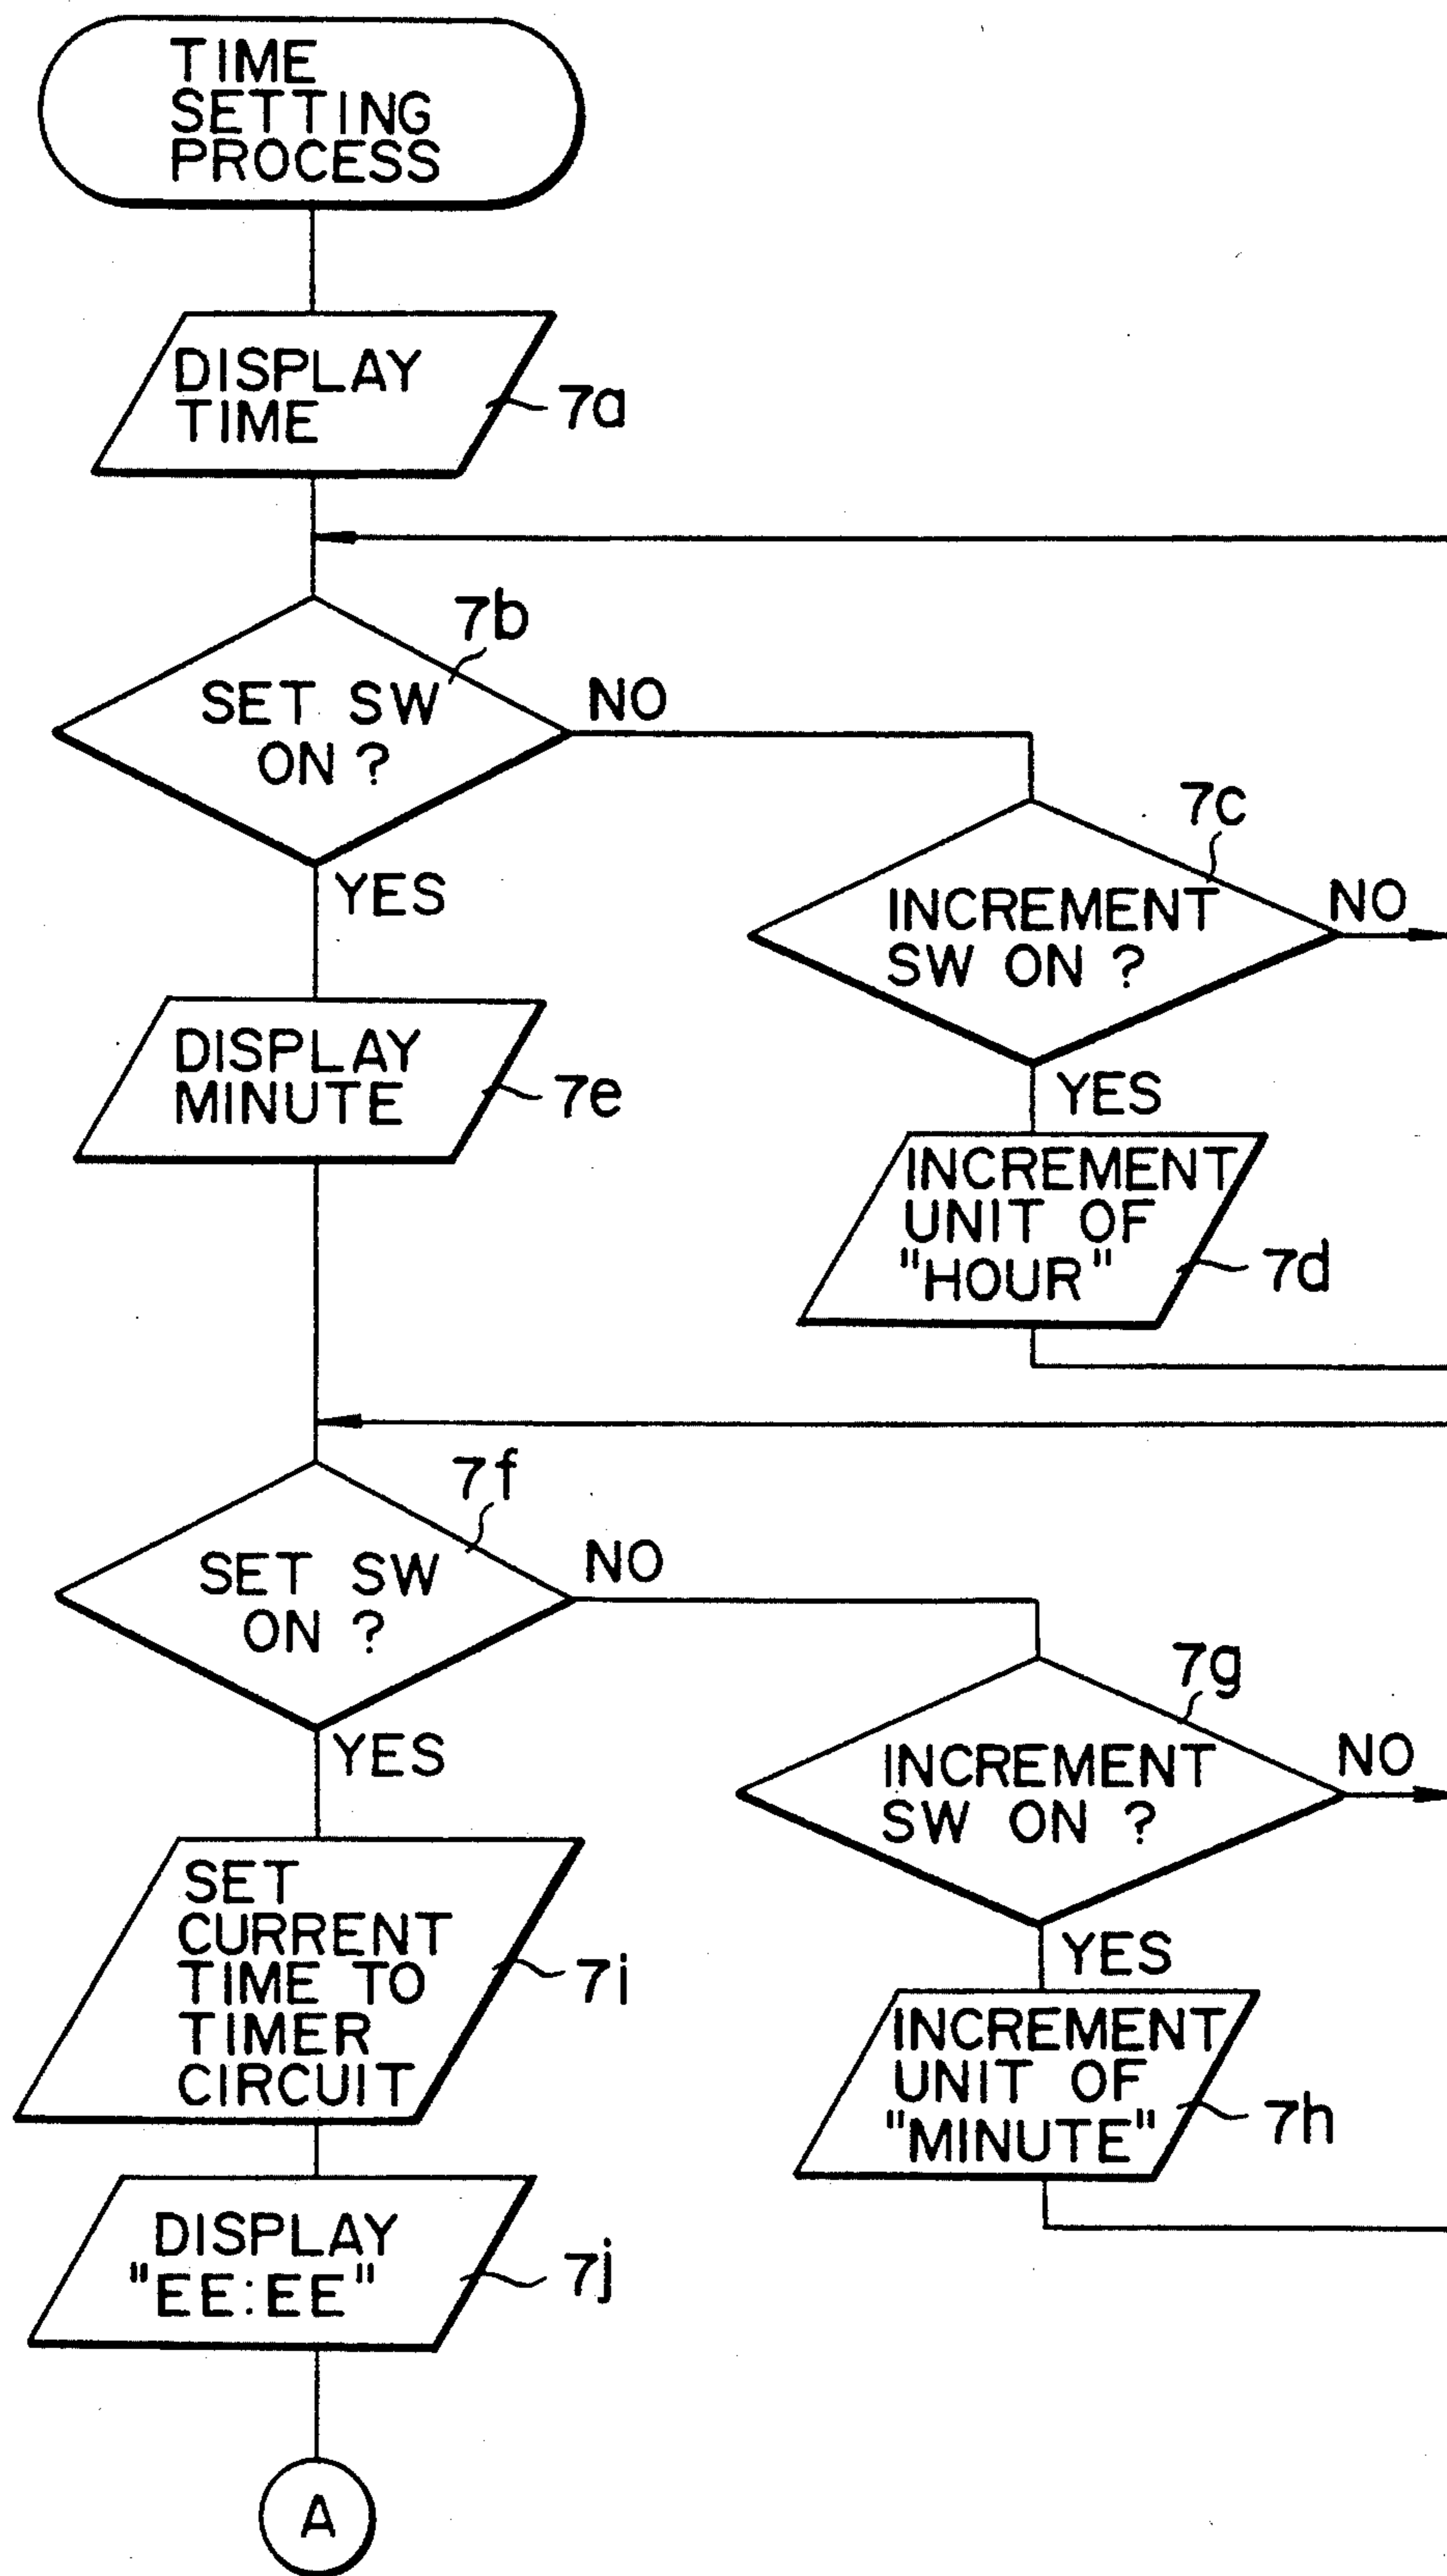 TIME
SETTING
PROCESS
DISPLAY
TIME
7a
7b
SET SW
ON ?
NO
YES
7c
INCREMENT
SW ON ?
NO
YES
DISPLAY
MINUTE
7e
INCREMENT
UNIT OF
"HOUR"
7d
7f
SET SW
ON ?
NO
YES
7g
INCREMENT
SW ON ?
NO
YES
SET
CURRENT
TIME TO
TIMER
CIRCUIT
7i
INCREMENT
UNIT OF
"MINUTE"
7h
DISPLAY
"EE:EE"
7j
A